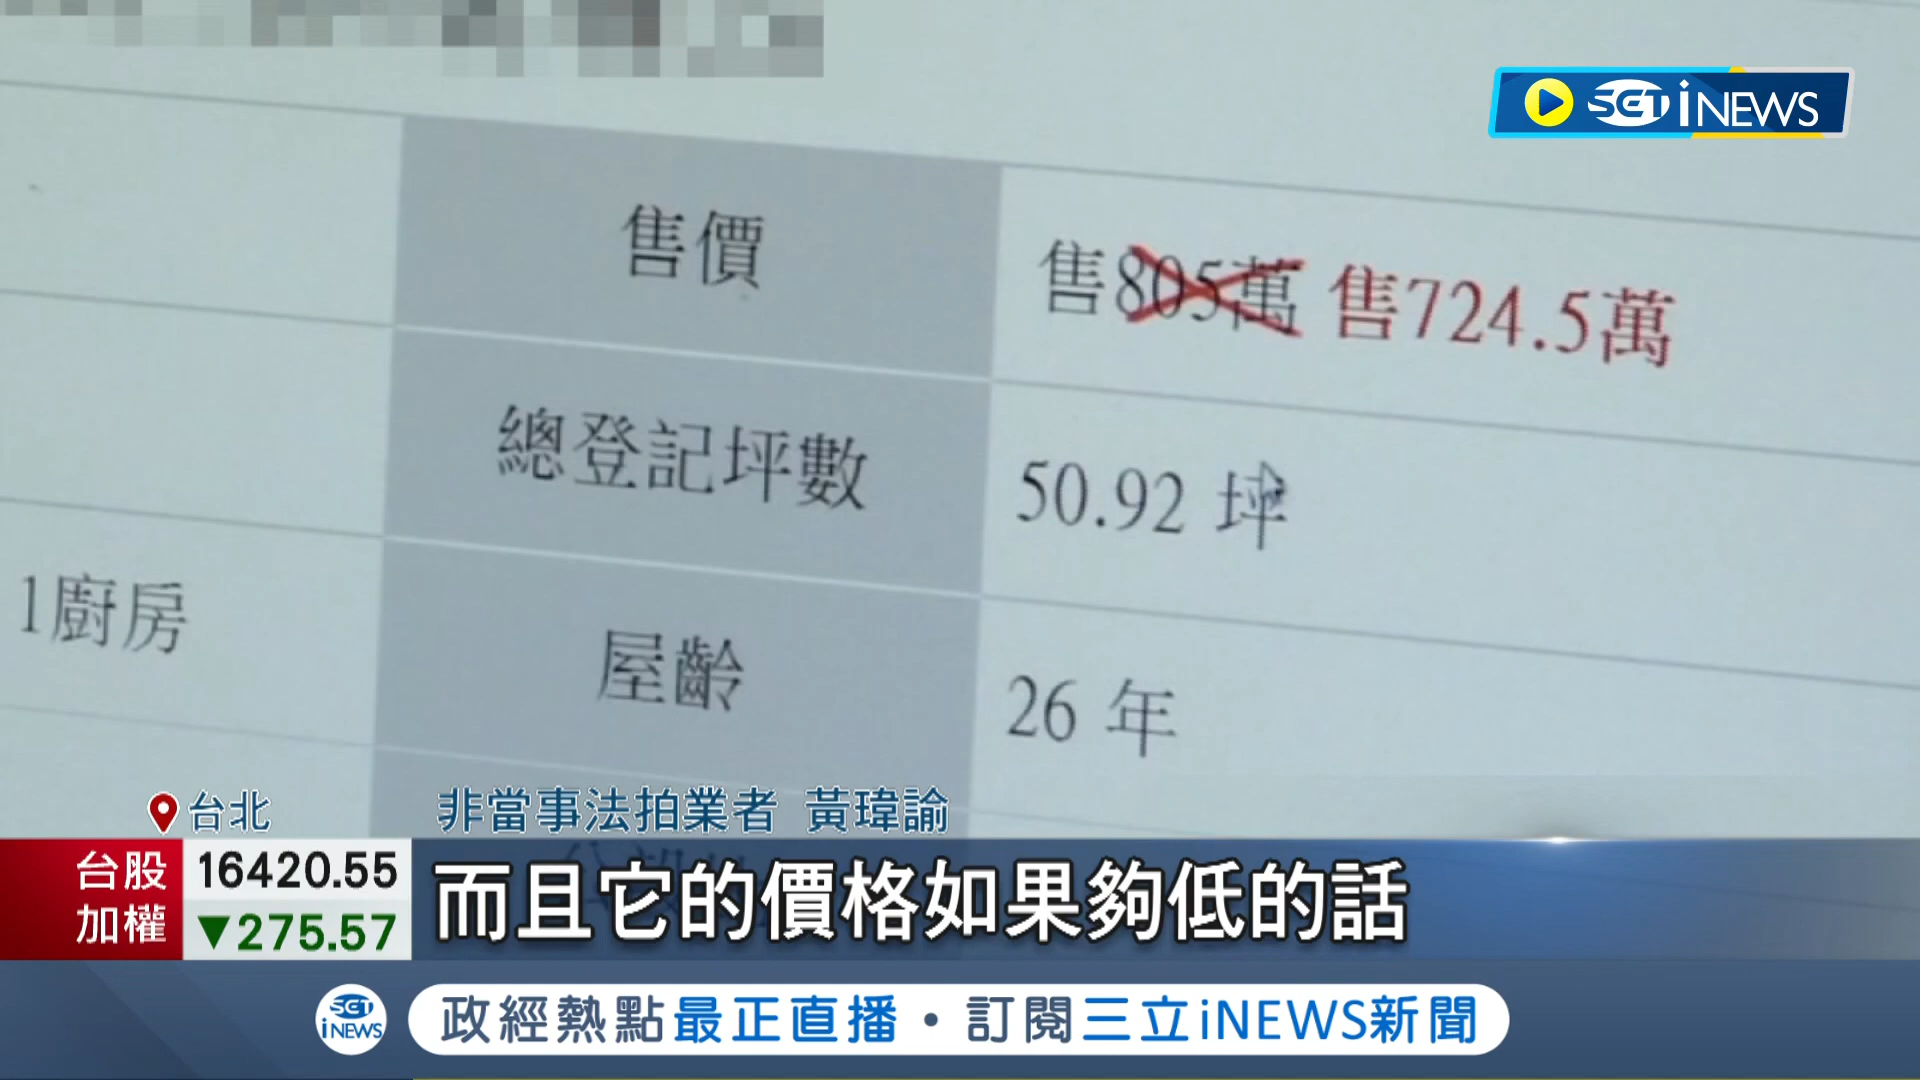 SET iNEWS
售價
售805萬 售724.5萬
總登記坪數
50.92 坪
1廚房
屋齡
26 年
台北
非當事法拍業者 黃瑋諭
台股加權
16420.55
▼275.57
而且它的價格如果夠低的話
SET iNEWS
政經熱點最正直播・訂閱三立iNEWS新聞